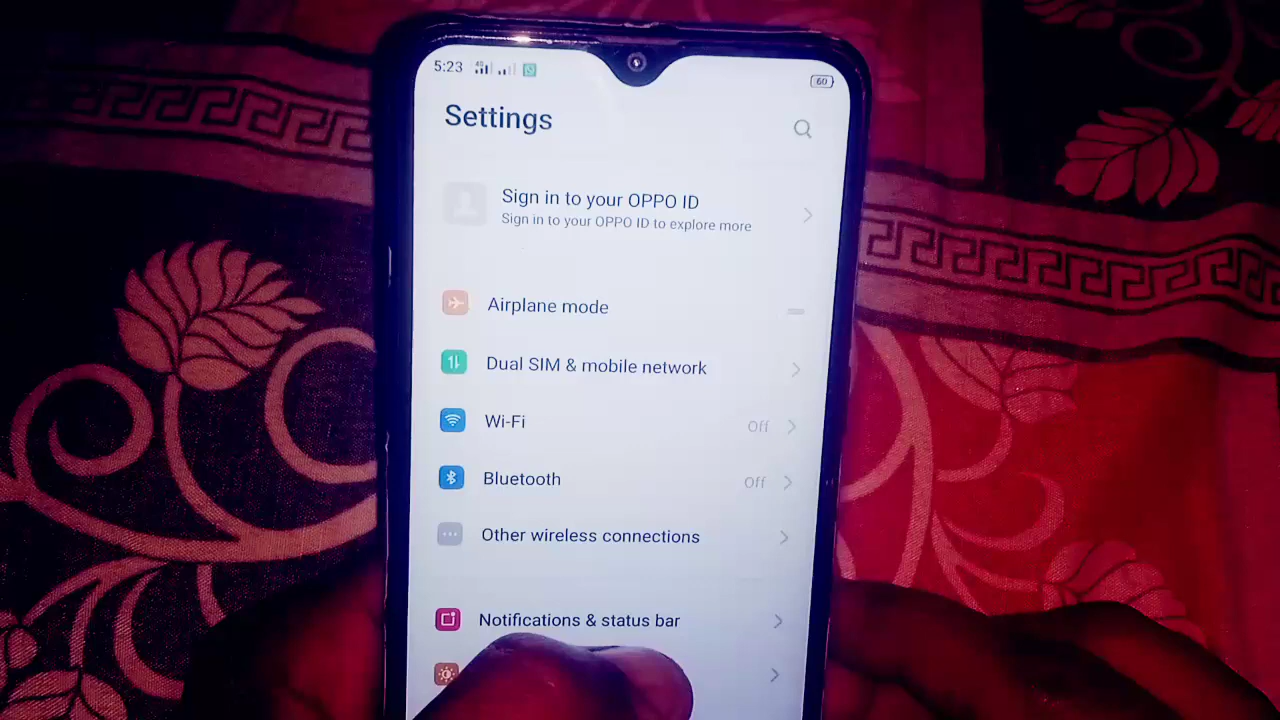 5:23 4G 60
Settings
Sign in to your OPPO ID
Sign in to your OPPO ID to explore more
Airplane mode
Dual SIM & mobile network
Wi-Fi Off
Bluetooth Off
Other wireless connections
Notifications & status bar